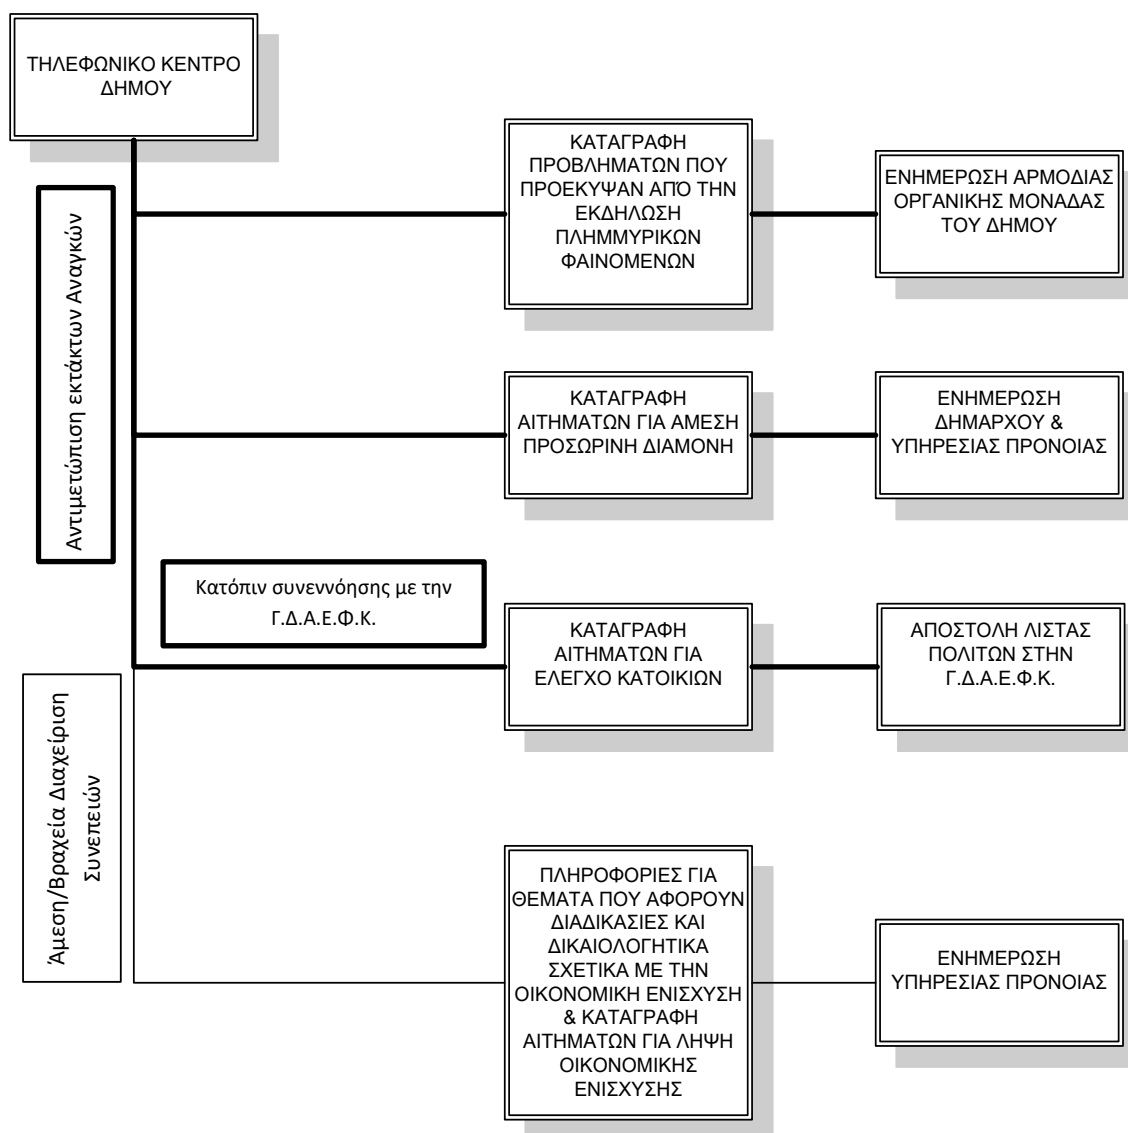 ΤΗΛΕΦΩΝΙΚΟ ΚΕΝΤΡΟ
ΔΗΜΟΥ
Αντιμετώπιση εκτάκτων Αναγκών
ΚΑΤΑΓΡΑΦΗ
ΠΡΟΒΛΗΜΑΤΩΝ ΠΟΥ
ΠΡΟΕΚΥΨΑΝ ΑΠΌ ΤΗΝ
ΕΚΔΗΛΩΣΗ
ΠΛΗΜΜΥΡΙΚΩΝ
ΦΑΙΝΟΜΕΝΩΝ
ΕΝΗΜΕΡΩΣΗ ΑΡΜΟΔΙΑΣ
ΟΡΓΑΝΙΚΗΣ ΜΟΝΑΔΑΣ
ΤΟΥ ΔΗΜΟΥ
ΚΑΤΑΓΡΑΦΗ
ΑΙΤΗΜΑΤΩΝ ΓΙΑ ΑΜΕΣΗ
ΠΡΟΣΩΡΙΝΗ ΔΙΑΜΟΝΗ
ΕΝΗΜΕΡΩΣΗ
ΔΗΜΑΡΧΟΥ &
ΥΠΗΡΕΣΙΑΣ ΠΡΟΝΟΙΑΣ
Κατόπιν συνεννόησης με την
Γ.Δ.Α.Ε.Φ.Κ.
ΚΑΤΑΓΡΑΦΗ
ΑΙΤΗΜΑΤΩΝ ΓΙΑ
ΕΛΕΓΧΟ ΚΑΤΟΙΚΙΩΝ
ΑΠΟΣΤΟΛΗ ΛΙΣΤΑΣ
ΠΟΛΙΤΩΝ ΣΤΗΝ
Γ.Δ.Α.Ε.Φ.Κ.
Άμεση/Βραχεία Διαχείριση
Συνεπειών
ΠΛΗΡΟΦΟΡΙΕΣ ΓΙΑ
ΘΕΜΑΤΑ ΠΟΥ ΑΦΟΡΟΥΝ
ΔΙΑΔΙΚΑΣΙΕΣ ΚΑΙ
ΔΙΚΑΙΟΛΟΓΗΤΙΚΑ
ΣΧΕΤΙΚΑ ΜΕ ΤΗΝ
ΟΙΚΟΝΟΜΙΚΗ ΕΝΙΣΧΥΣΗ
& ΚΑΤΑΓΡΑΦΗ
ΑΙΤΗΜΑΤΩΝ ΓΙΑ ΛΗΨΗ
ΟΙΚΟΝΟΜΙΚΗΣ
ΕΝΙΣΧΥΣΗΣ
ΕΝΗΜΕΡΩΣΗ
ΥΠΗΡΕΣΙΑΣ ΠΡΟΝΟΙΑΣ